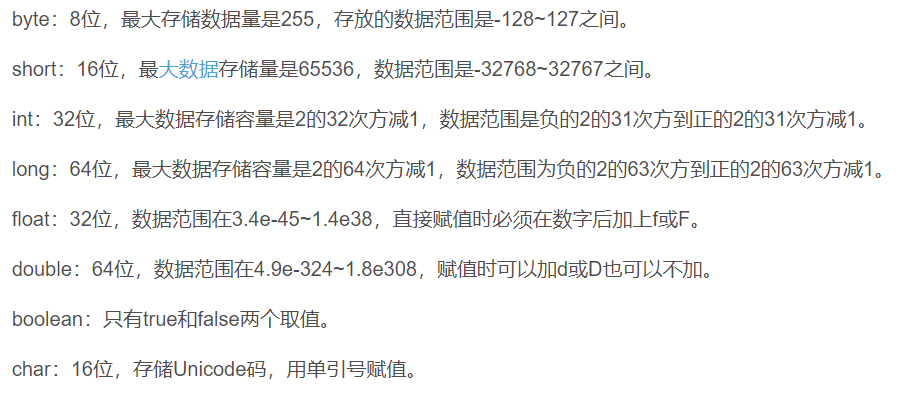 byte：8位，最大存储数据量是255，存放的数据范围是-128~127之间。
short：16位，最大数据存储量是65536，数据范围是-32768~32767之间。
int：32位，最大数据存储容量是2的32次方减1，数据范围是负的2的31次方到正的2的31次方减1。
long：64位，最大数据存储容量是2的64次方减1，数据范围为负的2的63次方到正的2的63次方减1。
float：32位，数据范围在3.4e-45~1.4e38，直接赋值时必须在数字后加上f或F。
double：64位，数据范围在4.9e-324~1.8e308，赋值时可以加d或D也可以不加。
boolean：只有true和false两个取值。
char：16位，存储Unicode码，用单引号赋值。